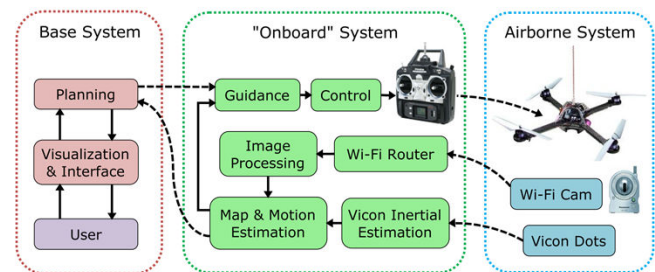 Base System
"Onboard" System
Airborne System
Planning
Guidance
Control
Visualization
& Interface
Image
Processing
Wi-Fi Router
Wi-Fi Cam
User
Map & Motion
Estimation
Vicon Inertial
Estimation
Vicon Dots